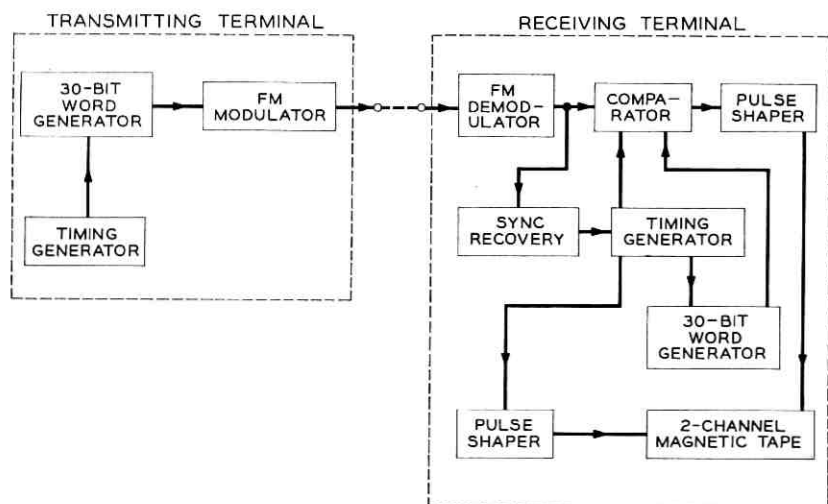 TRANSMITTING TERMINAL
30-BIT
WORD
GENERATOR
FM
MODULATOR
TIMING
GENERATOR
RECEIVING TERMINAL
FM
DEMOD-
ULATOR
COMPA-
RATOR
PULSE
SHAPER
SYNC
RECOVERY
TIMING
GENERATOR
30-BIT
WORD
GENERATOR
PULSE
SHAPER
2-CHANNEL
MAGNETIC TAPE